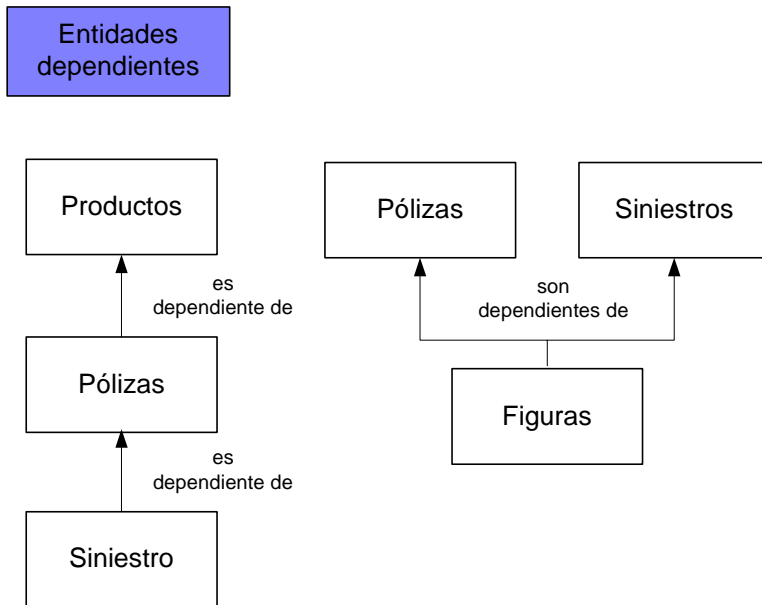 Entidades
dependientes
Productos
es
dependiente de
Pólizas
es
dependiente de
Siniestro
Pólizas
Siniestros
son
dependientes de
Figuras